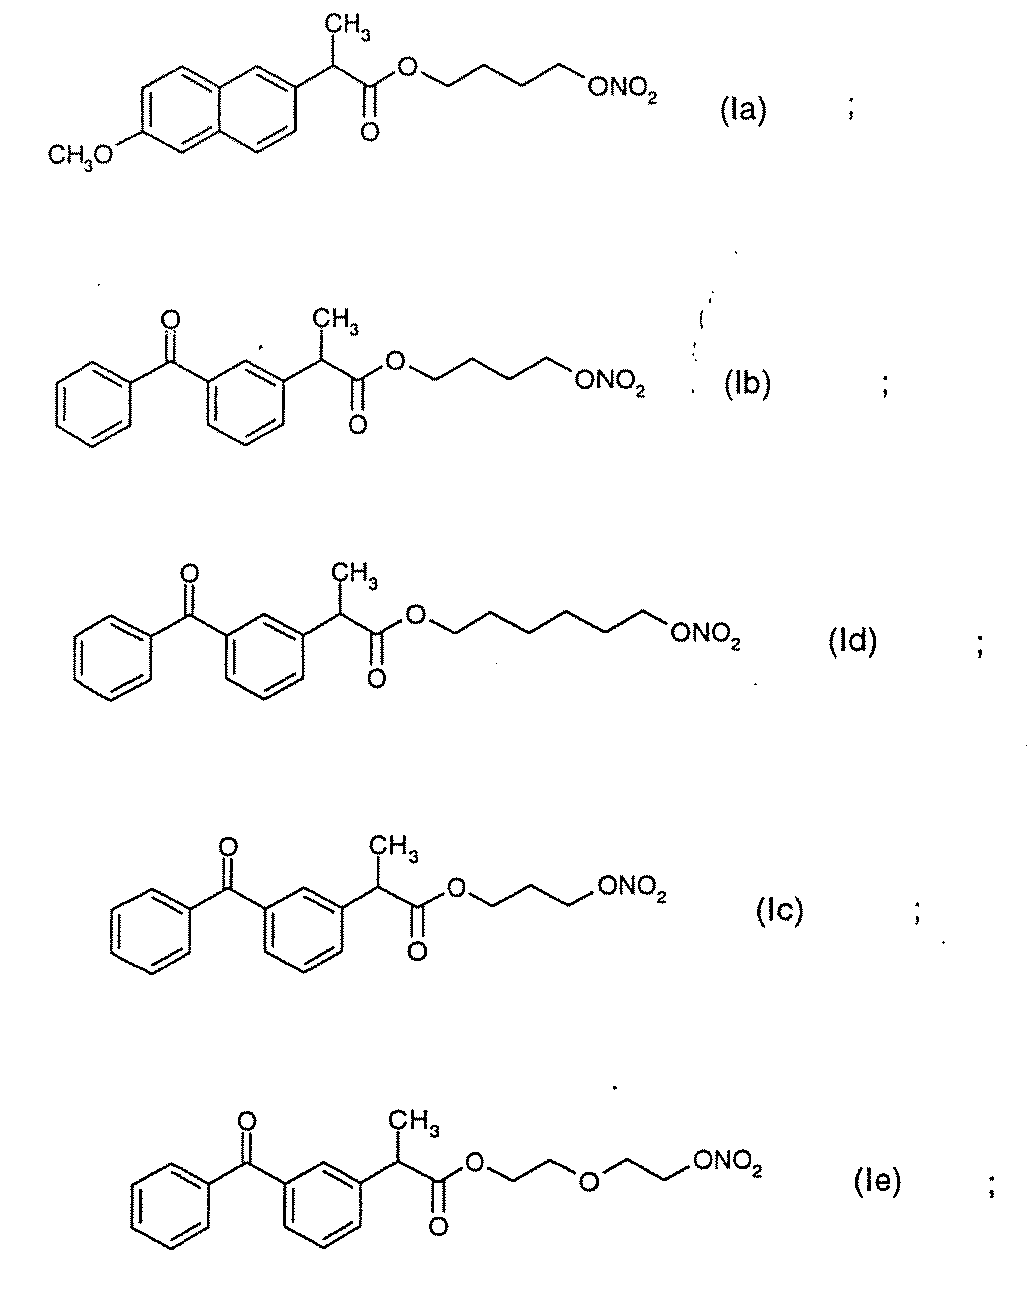 CH3
O
ONO2
O
CH3O
(Ia) ;
O
CH3
O
ONO2
O
(Ib) ;
O
CH3
O
ONO2
O
(Id) ;
O
CH3
O
ONO2
O
(Ic) ;
O
CH3
O
ONO2
O
O
(Ie) ;